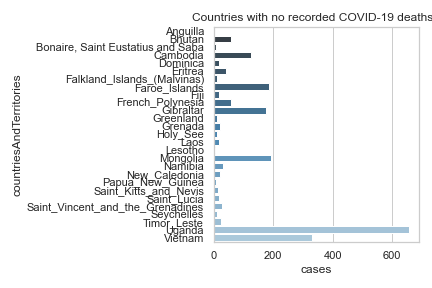 Countries with no recorded COVID-19 deaths
countriesAndTerritories
Anguilla
Bhutan
Bonaire, Saint Eustatius and Saba
Cambodia
Dominica
Eritrea
Falkland_Islands_(Malvinas)
Faroe_Islands
Fiji
French_Polynesia
Gibraltar
Greenland
Grenada
Holy_See
Laos
Lesotho
Mongolia
Namibia
New_Caledonia
Papua_New_Guinea
Saint_Kitts_and_Nevis
Saint_Lucia
Saint_Vincent_and_the_Grenadines
Seychelles
Timor_Leste
Uganda
Vietnam
0 200 400 600
cases